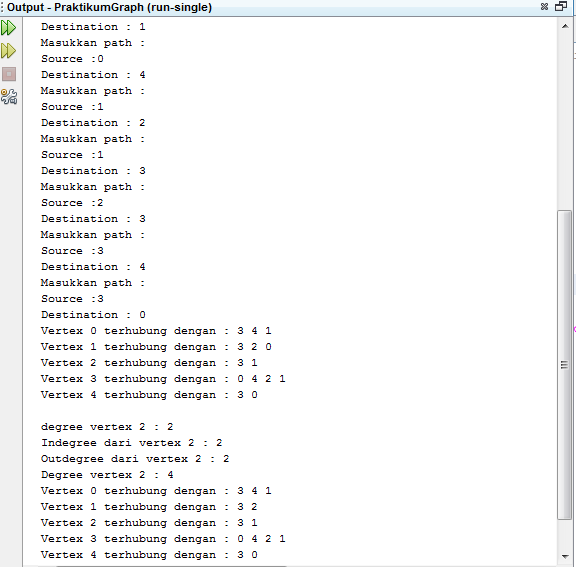 Output - PraktikumGraph (run-single)
Destination : 1
Masukkan path :
Source :0
Destination : 4
Masukkan path :
Source :1
Destination : 2
Masukkan path :
Source :1
Destination : 3
Masukkan path :
Source :2
Destination : 3
Masukkan path :
Source :3
Destination : 4
Masukkan path :
Source :3
Destination : 0
Vertex 0 terhubung dengan : 3 4 1
Vertex 1 terhubung dengan : 3 2 0
Vertex 2 terhubung dengan : 3 1
Vertex 3 terhubung dengan : 0 4 2 1
Vertex 4 terhubung dengan : 3 0
degree vertex 2 : 2
Indegree dari vertex 2 : 2
Outdegree dari vertex 2 : 2
Degree vertex 2 : 4
Vertex 0 terhubung dengan : 3 4 1
Vertex 1 terhubung dengan : 3 2
Vertex 2 terhubung dengan : 3 1
Vertex 3 terhubung dengan : 0 4 2 1
Vertex 4 terhubung dengan : 3 0